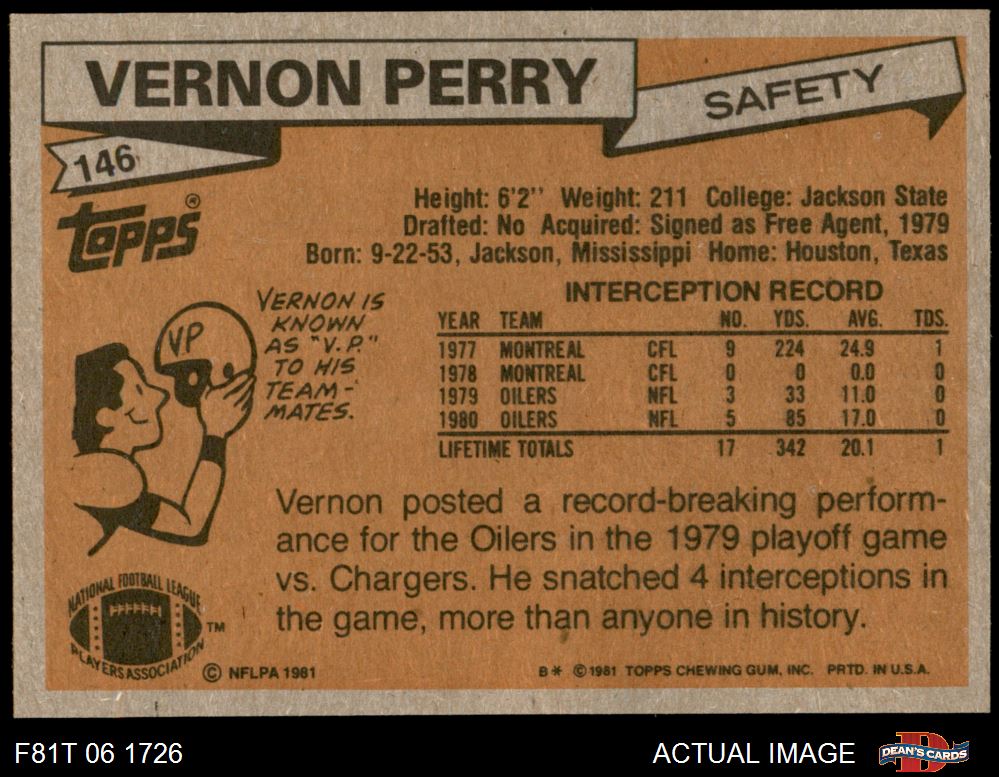 VERNON PERRY
SAFETY
146
Topps®
Height: 6'2'' Weight: 211 College: Jackson State
Drafted: No Acquired: Signed as Free Agent, 1979
Born: 9-22-53, Jackson, Mississippi Home: Houston, Texas
VERNON IS
KNOWN
AS "V.P."
TO HIS
TEAM-
MATES.
VP
INTERCEPTION RECORD
YEAR TEAM NO. YDS. AVG. TDS.
1977 MONTREAL CFL 9 224 24.9 1
1978 MONTREAL CFL 0 0 0.0 0
1979 OILERS NFL 3 33 11.0 0
1980 OILERS NFL 5 85 17.0 0
LIFETIME TOTALS 17 342 20.1 1
Vernon posted a record-breaking perform-
ance for the Oilers in the 1979 playoff game
vs. Chargers. He snatched 4 interceptions in
the game, more than anyone in history.
NATIONAL FOOTBALL LEAGUE
PLAYERS ASSOCIATION ™
© NFLPA 1981
B* © 1981 TOPPS CHEWING GUM, INC. PRTD. IN U.S.A.
F81T 06 1726
ACTUAL IMAGE
DEAN'S CARDS